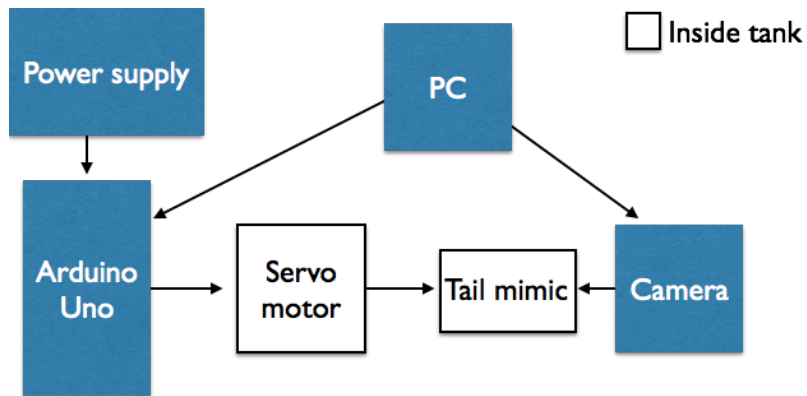 Inside tank
Power supply
PC
Arduino
Uno
Servo
motor
Tail mimic
Camera